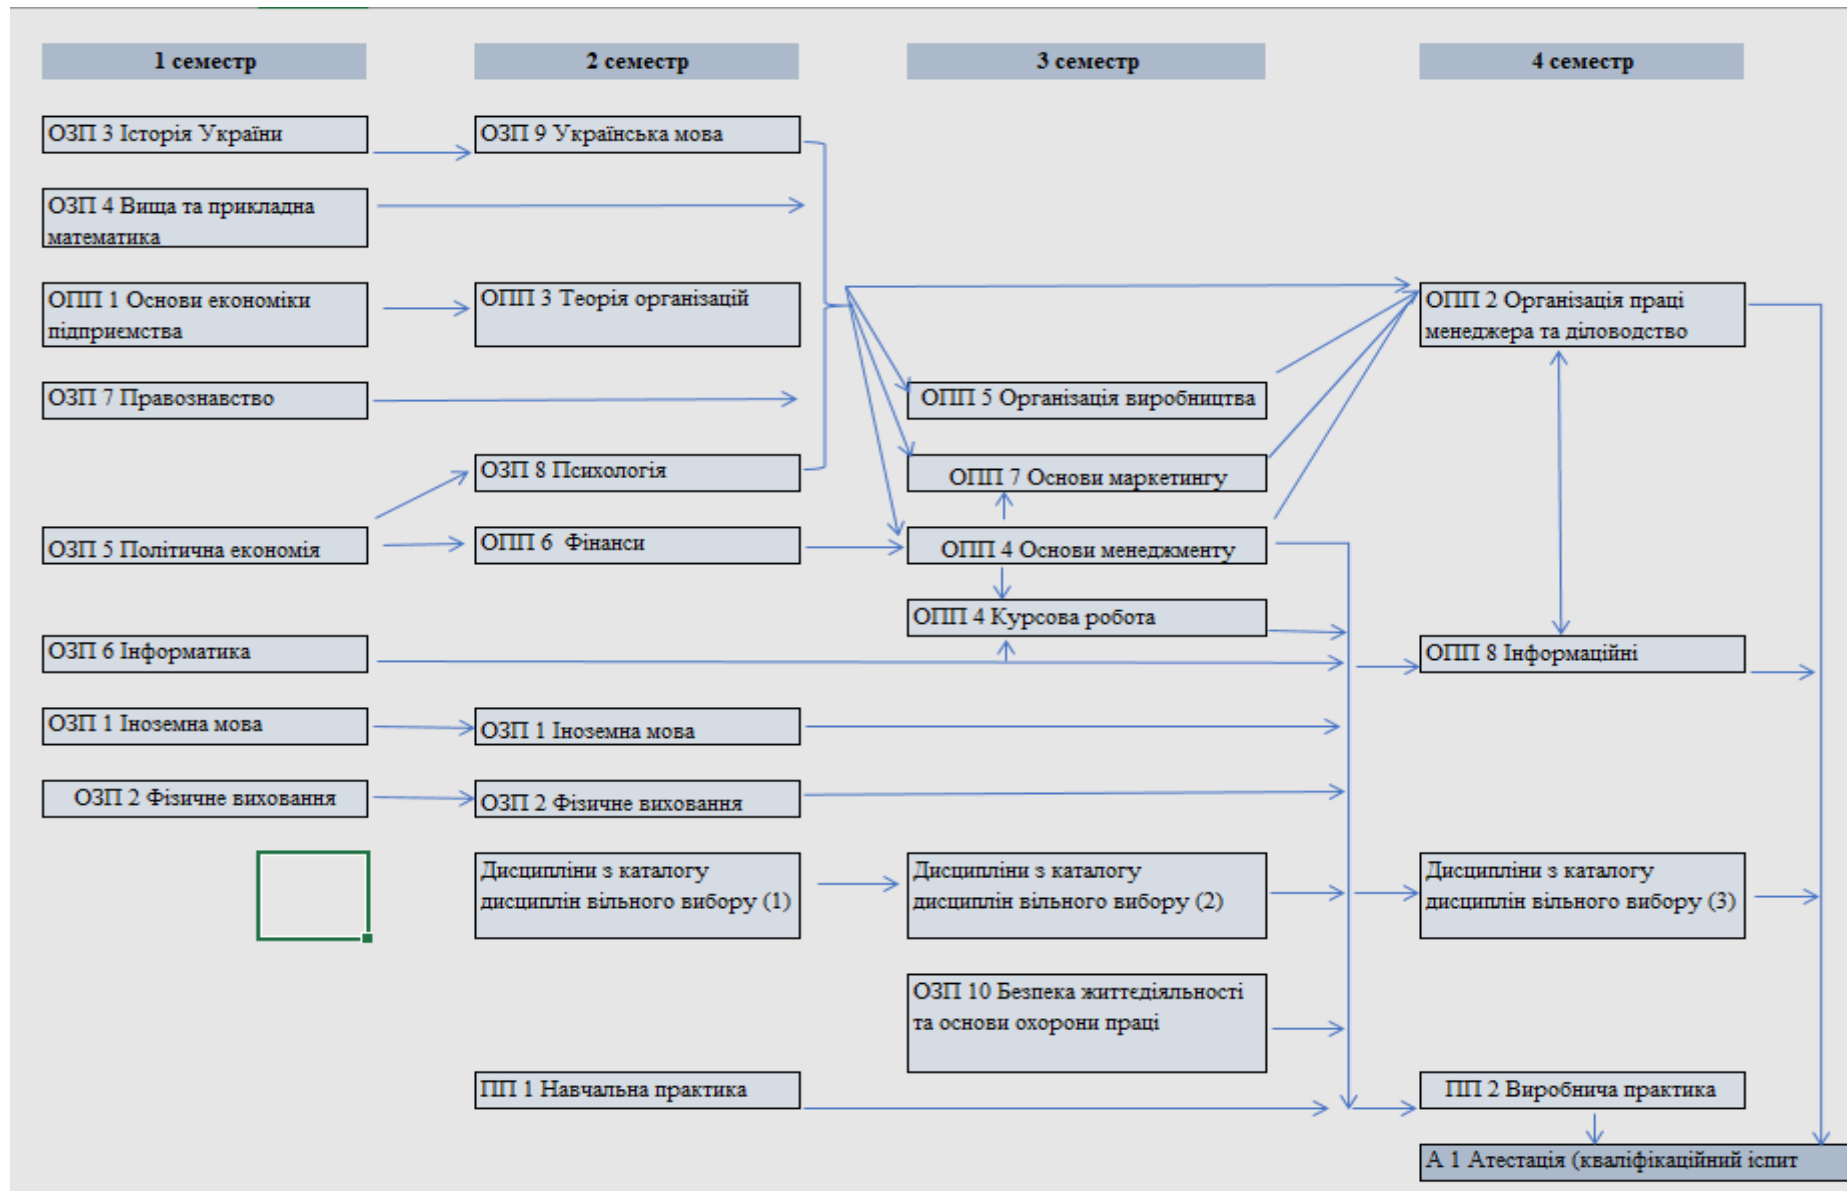 1 семестр
2 семестр
3 семестр
4 семестр
ОЗП 3 Історія України
ОЗП 9 Українська мова
ОЗП 4 Вища та прикладна
математика
ОПП 1 Основи економіки
підприємства
ОПП 3 Теорія організацій
ОПП 2 Організація праці
менеджера та діловодство
ОЗП 7 Правознавство
ОПП 5 Організація виробництва
ОЗП 8 Психологія
ОПП 7 Основи маркетингу
ОЗП 5 Політична економія
ОПП 6 Фінанси
ОПП 4 Основи менеджменту
ОПП 4 Курсова робота
ОЗП 6 Інформатика
ОПП 8 Інформаційні
ОЗП 1 Іноземна мова
ОЗП 1 Іноземна мова
ОЗП 2 Фізичне виховання
ОЗП 2 Фізичне виховання
Дисципліни з каталогу
дисциплін вільного вибору (1)
Дисципліни з каталогу
дисциплін вільного вибору (2)
Дисципліни з каталогу
дисциплін вільного вибору (3)
ОЗП 10 Безпека життєдіяльності
та основи охорони праці
ПП 1 Навчальна практика
ПП 2 Виробнича практика
А 1 Атестація (кваліфікаційний іспит